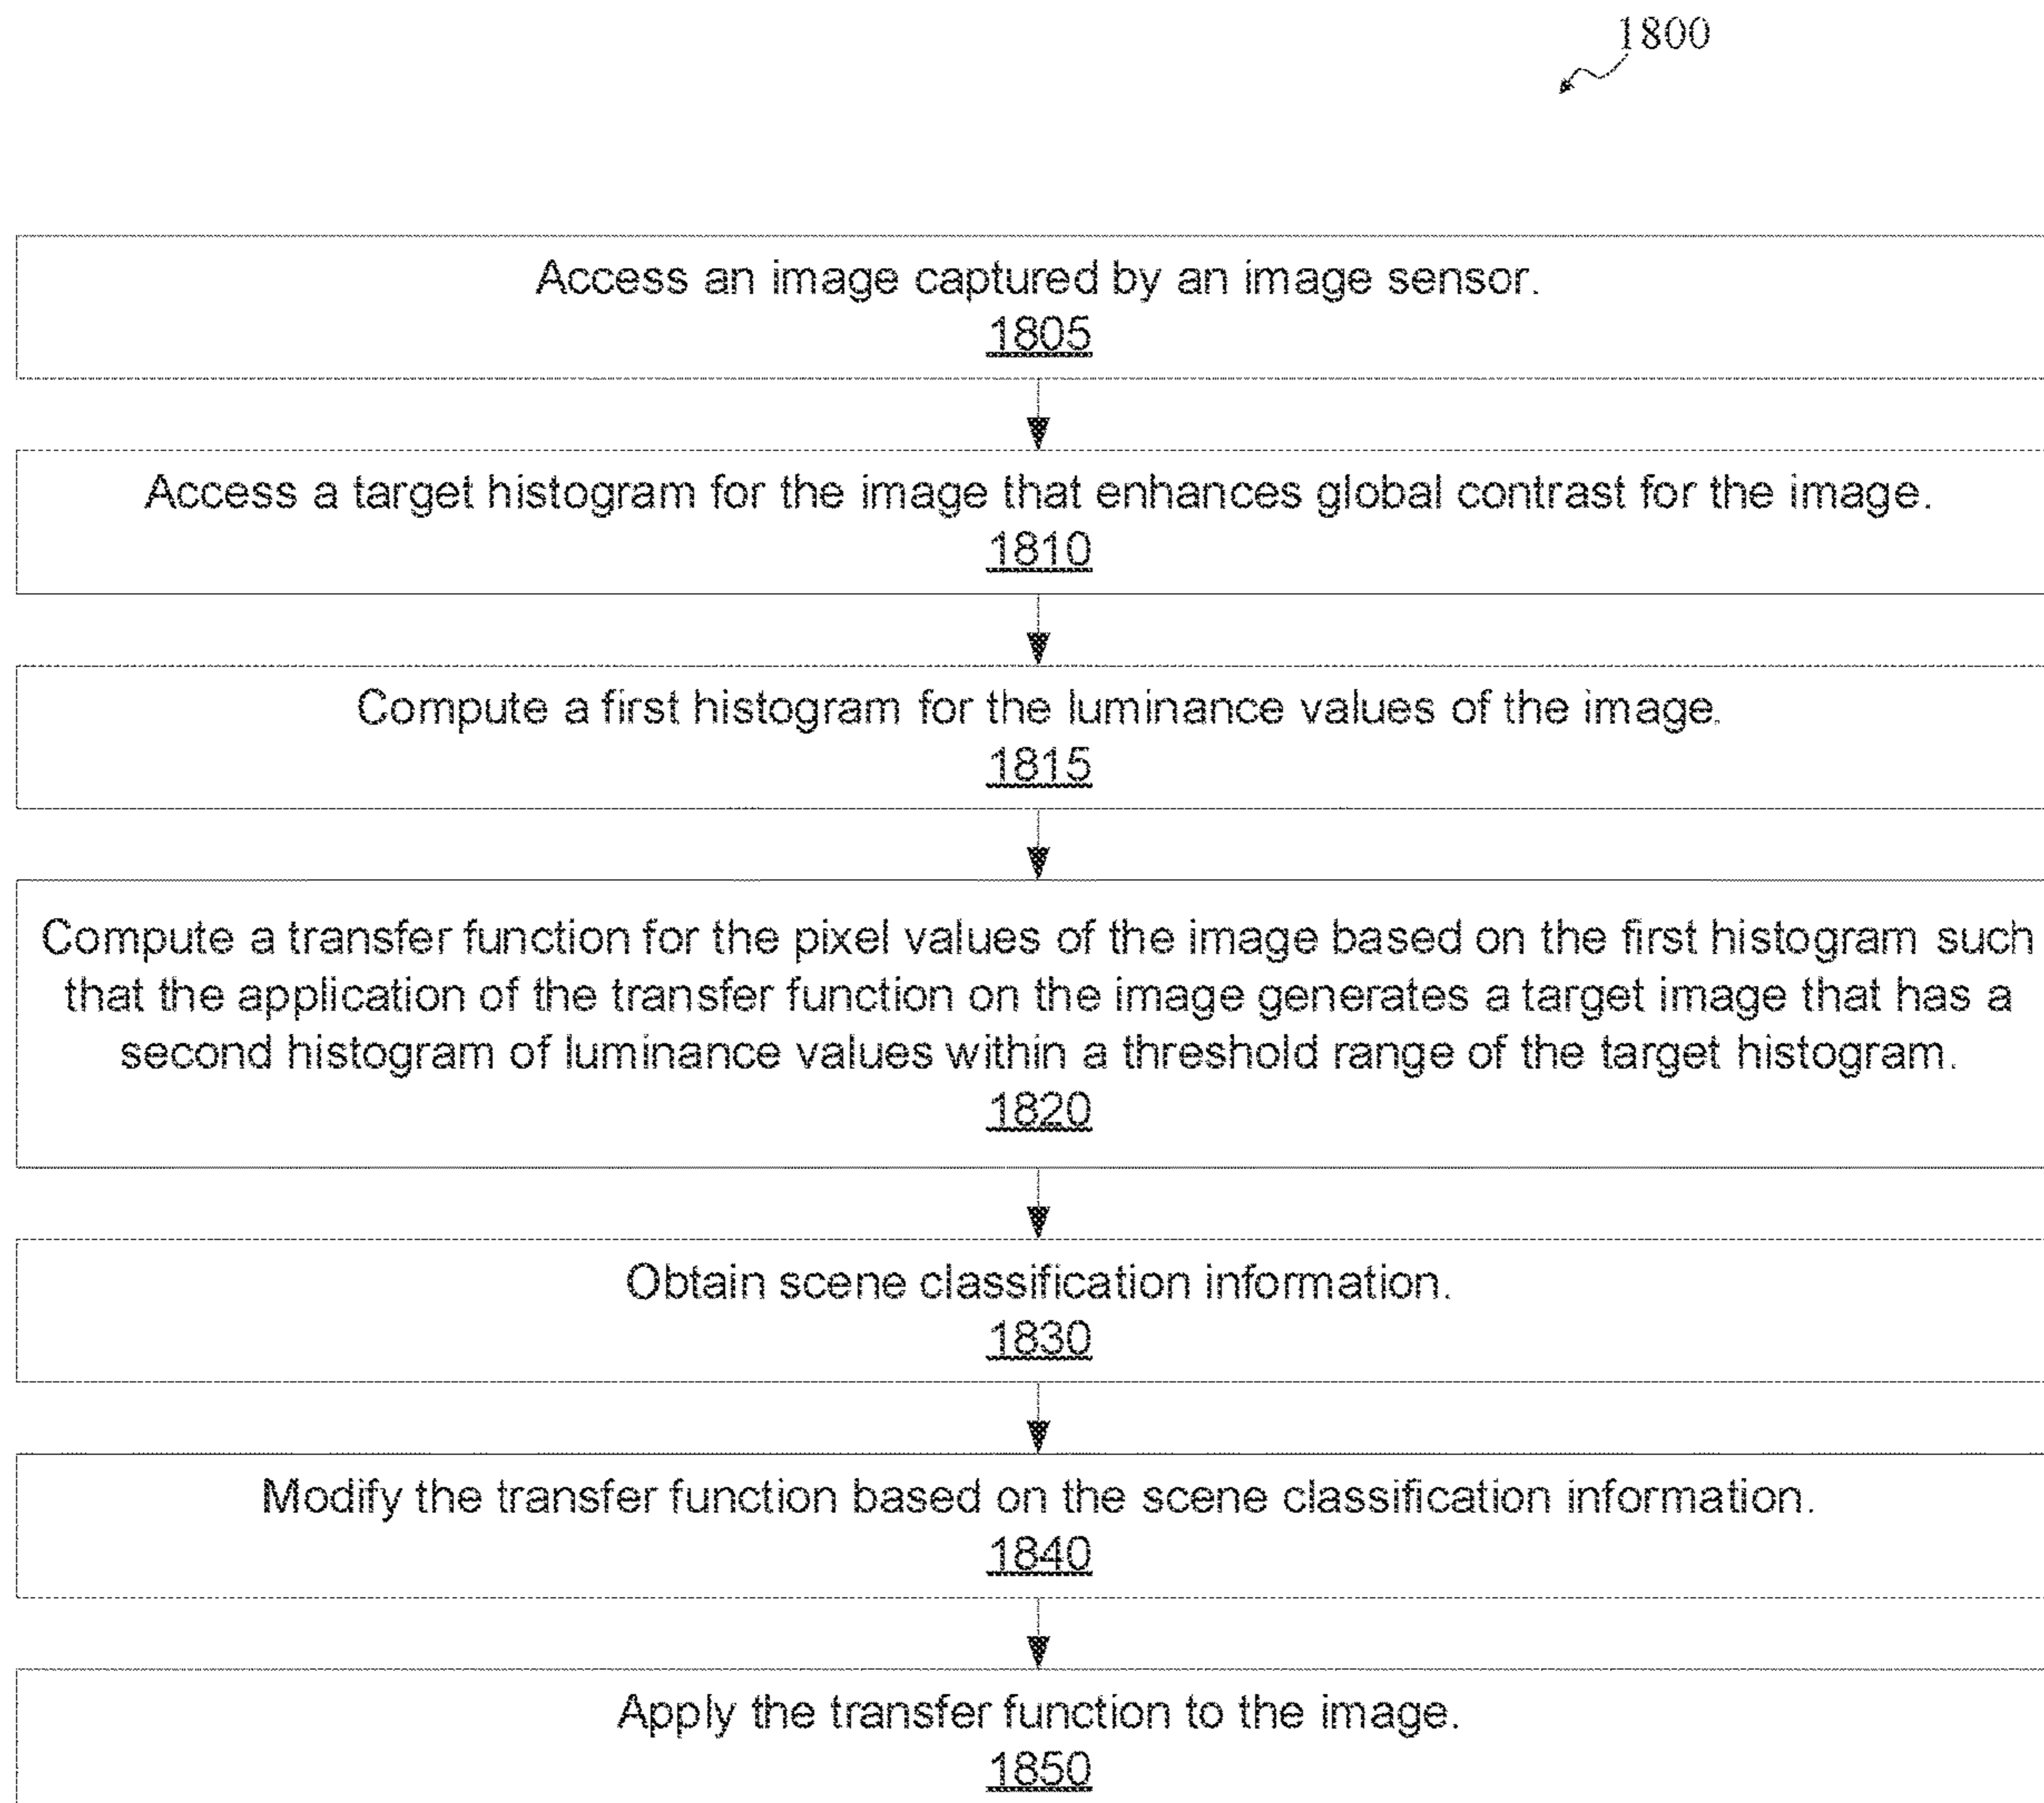 1800
Access an image captured by an image sensor.
1805
Access a target histogram for the image that enhances global contrast for the image.
1810
Compute a first histogram for the luminance values of the image.
1815
Compute a transfer function for the pixel values of the image based on the first histogram such
that the application of the transfer function on the image generates a target image that has a
second histogram of luminance values within a threshold range of the target histogram.
1820
Obtain scene classification information.
1830
Modify the transfer function based on the scene classification information.
1840
Apply the transfer function to the image.
1850